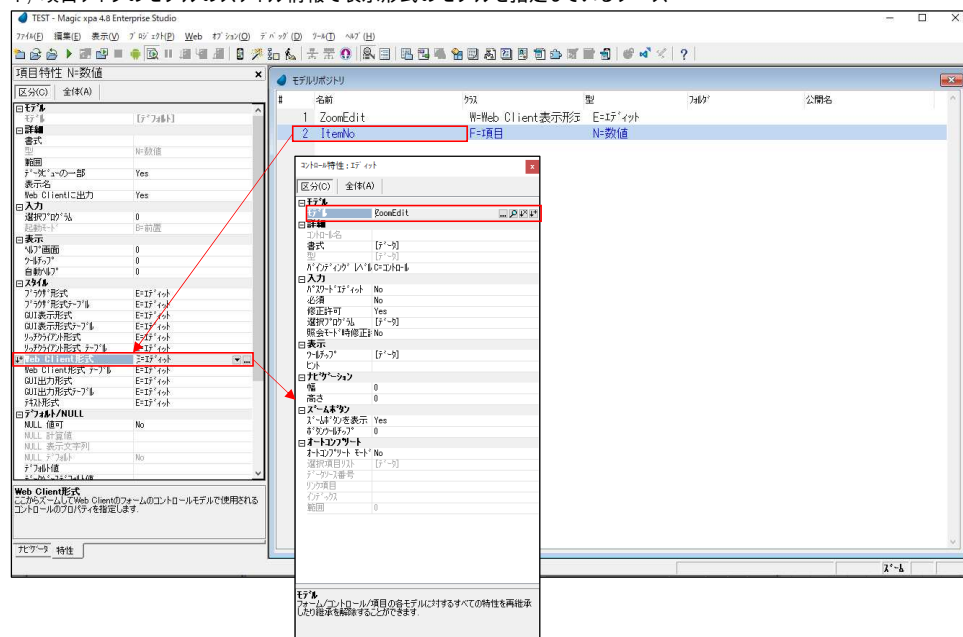 TEST - Magic xpa 4.8 Enterprise Studio
ファイル(F) 編集(E) 表示(V) プロジェクト(P) Web オプション(O) デバッグ(D) ツール(T) ヘルプ(H)
項目特性 N=数値
区分(C) 全体(A)
モデル
モデル [デフォルト]
詳細
書式
型 N=数値
範囲
データビューの一部 Yes
表示名
Web Clientに出力 Yes
入力
選択プログラム 0
起動モード B=前置
表示
ヘルプ画面 0
ツールチップ 0
自動ヘルプ 0
スタイル
ブラウザ形式 E=エディット
ブラウザ形式テーブル E=エディット
GUI表示形式 E=エディット
GUI表示形式テーブル E=エディット
リッチクライアント形式 E=エディット
リッチクライアント形式 テーブル E=エディット
Web Client形式 E=エディット
Web Client形式 テーブル E=エディット
GUI出力形式 E=エディット
GUI出力形式テーブル E=エディット
テキスト形式 E=エディット
デフォルト/NULL
NULL 値可 No
NULL 計算値
NULL 表示文字列
NULL デフォルト No
デフォルト値
Web Client形式
ここからズームしてWeb Clientのフォームのコントロールモデルで使用される
コントロールのプロパティを指定します.
ナビゲータ 特性
モデルリポジトリ
# 名前 クラス 型 フォルダ 公開名
1 ZoomEdit W=Web Client表示形式 E=エディット
2 ItemNo F=項目 N=数値
コントロール特性:エディット
区分(C) 全体(A)
モデル
モデル ZoomEdit
詳細
コントロール名
書式 [データ]
型 [データ]
バインディング レベル C=コントロール
入力
パスワードエディット No
必須 No
修正許可 Yes
選択プログラム [データ]
照会モード時修正 No
表示
ツールチップ [データ]
ヒント
ナビゲーション
幅 0
高さ 0
ズームボタン
ズームボタンを表示 Yes
ボタンツールチップ 0
オートコンプリート
オートコンプリート モード No
選択項目リスト [データ]
データソース番号
リンク項目
インデックス
範囲 0
モデル
フォーム/コントロール/項目の各モデルに対するすべての特性を再継承
したり継承を解除することができます.
ズーム